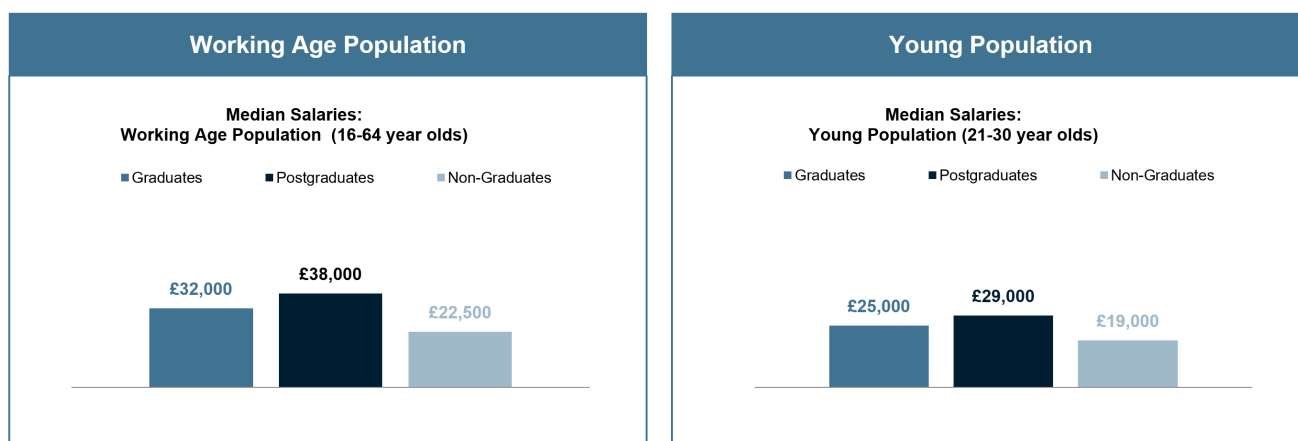 Working Age Population
Median Salaries:
Working Age Population  (16-64 year olds)
Graduates
Postgraduates
Non-Graduates
£32,000
£38,000
£22,500
Young Population
Median Salaries:
Young Population (21-30 year olds)
Graduates
Postgraduates
Non-Graduates
£25,000
£29,000
£19,000